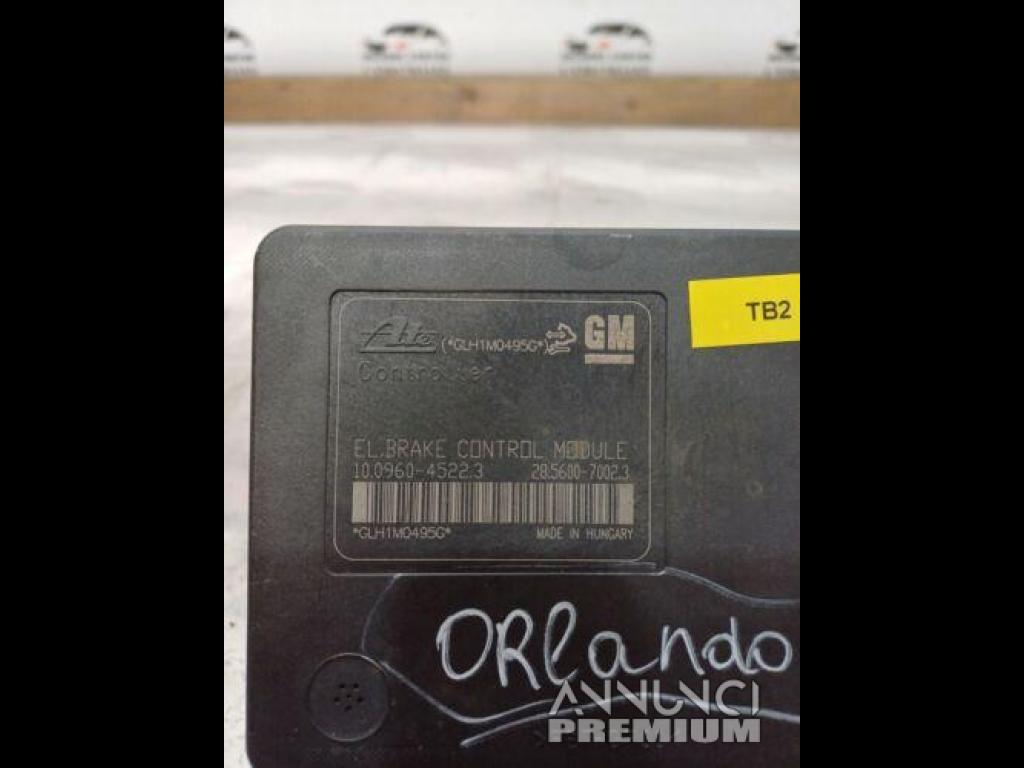 Ate (*GLH1M0495G*) GM
Controller
TB2
EL.BRAKE CONTROL MODULE
10.0960-4522.3 28.5600-7002.3
*GLH1M0495G* MADE IN HUNGARY
ORlando
ANNUNCI
PREMIUM